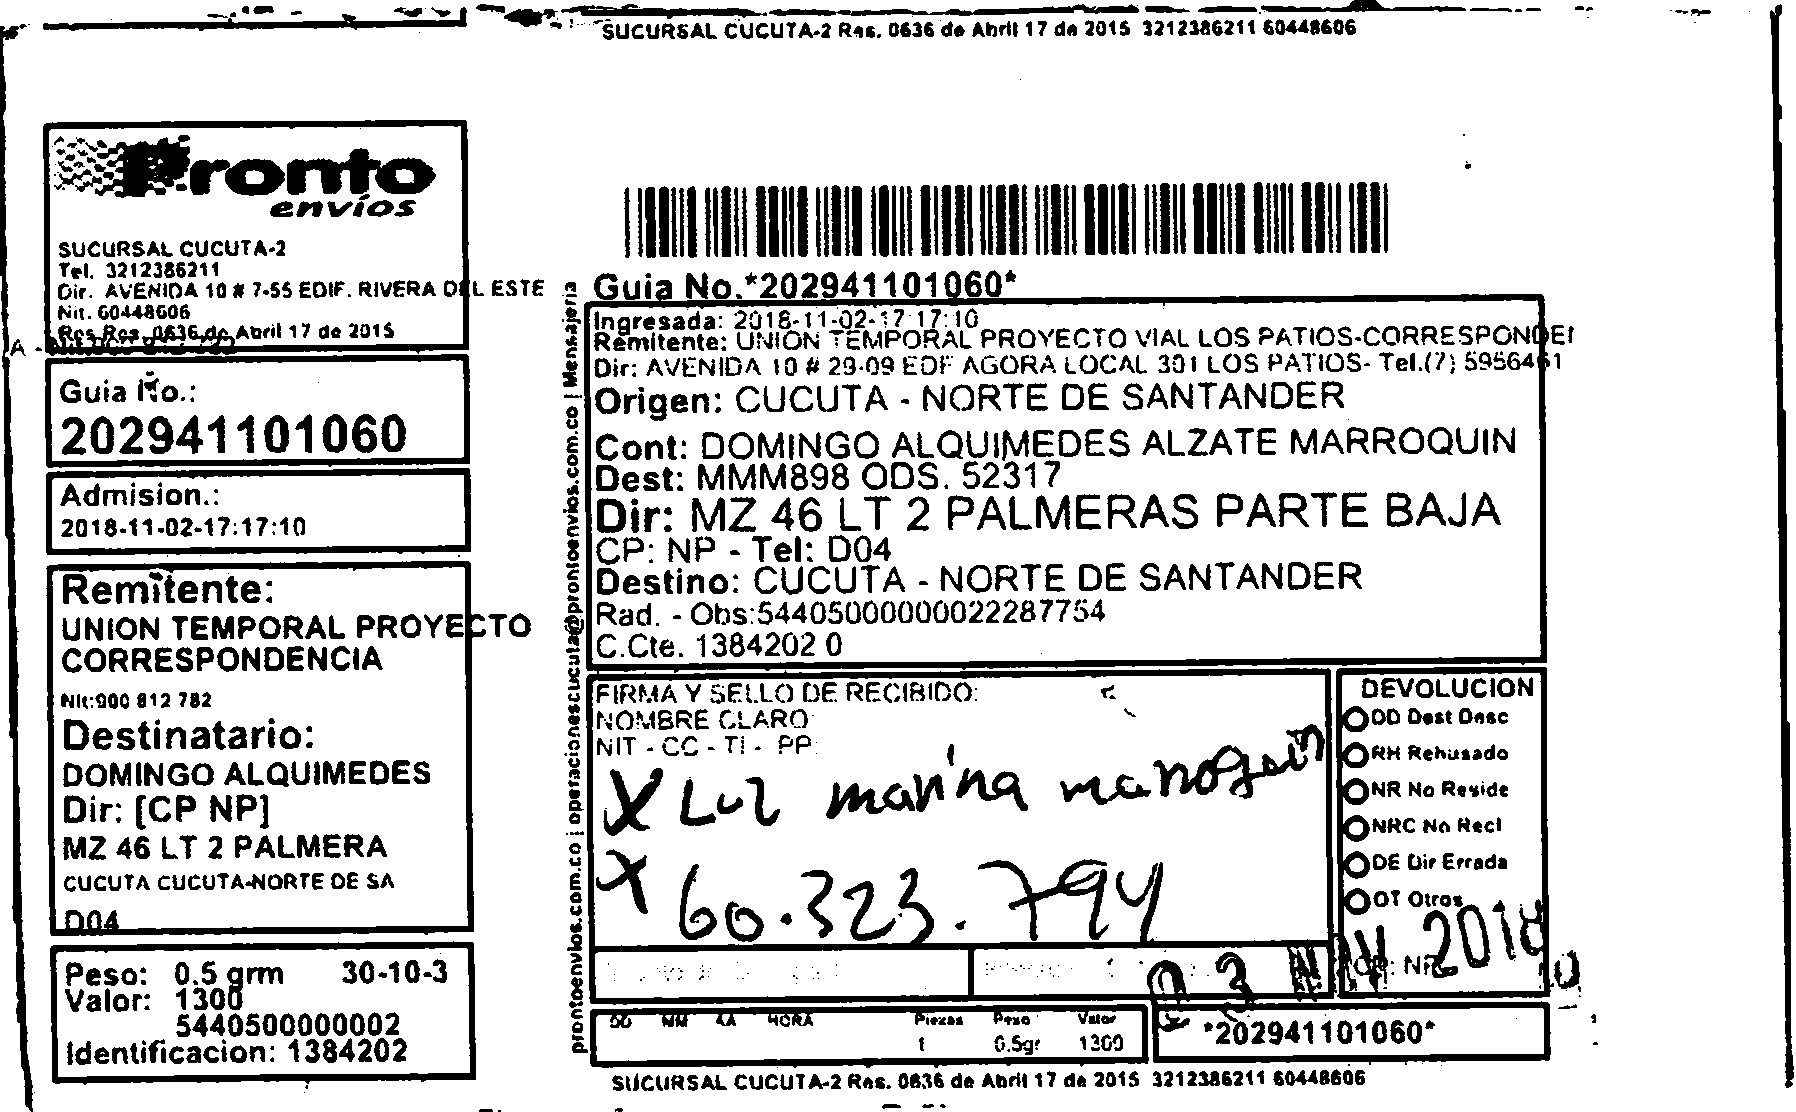 SUCURSAL CUCUTA-2 Res. 0636 de Abril 17 de 2015 3212386211 60448606
Pronto
envíos
SUCURSAL CUCUTA-2
Tel. 3212386211
Dir. AVENIDA 10 # 7-55 EDIF. RIVERA DEL ESTE
Nit. 60448606
Res Res. 0636 de Abril 17 de 2015
Guia No.:
202941101060
Admision.:
2018-11-02-17:17:10
Remitente:
UNION TEMPORAL PROYECTO
CORRESPONDENCIA
Nit:900 812 782
Destinatario:
DOMINGO ALQUIMEDES
Dir: [CP NP]
MZ 46 LT 2 PALMERA
CUCUTA CUCUTA-NORTE DE SA
D04
Peso: 0.5 grm 30-10-3
Valor: 1300
5440500000002
Identificacion: 1384202
prontoenvios.com.co | operacionescucuta@prontoenvios.com.co | Mensajeria
Guia No.*202941101060*
Ingresada: 2018-11-02-17:17:10
Remitente: UNION TEMPORAL PROYECTO VIAL LOS PATIOS-CORRESPONDEI
Dir: AVENIDA 10 # 29-09 EDF AGORA LOCAL 301 LOS PATIOS- Tel.(7) 5956461
Origen: CUCUTA - NORTE DE SANTANDER
Cont: DOMINGO ALQUIMEDES ALZATE MARROQUIN
Dest: MMM898 ODS. 52317
Dir: MZ 46 LT 2 PALMERAS PARTE BAJA
CP: NP - Tel: D04
Destino: CUCUTA - NORTE DE SANTANDER
Rad. - Obs:54405000000022287754
C.Cte. 1384202 0
FIRMA Y SELLO DE RECIBIDO:
NOMBRE CLARO:
NIT - CC - TI - PP:
X Luz marina marroquin
X 60.323.794
DEVOLUCION
DD Dest Desc
RH Rehusado
NR No Reside
NRC No Recl
DE Dir Errada
OT Otros
03 NOV 2018
DD MM AA HORA Piezas Peso Valor
1 0.5gr 1300
*202941101060*
SUCURSAL CUCUTA-2 Res. 0636 de Abril 17 de 2015 3212386211 60448606